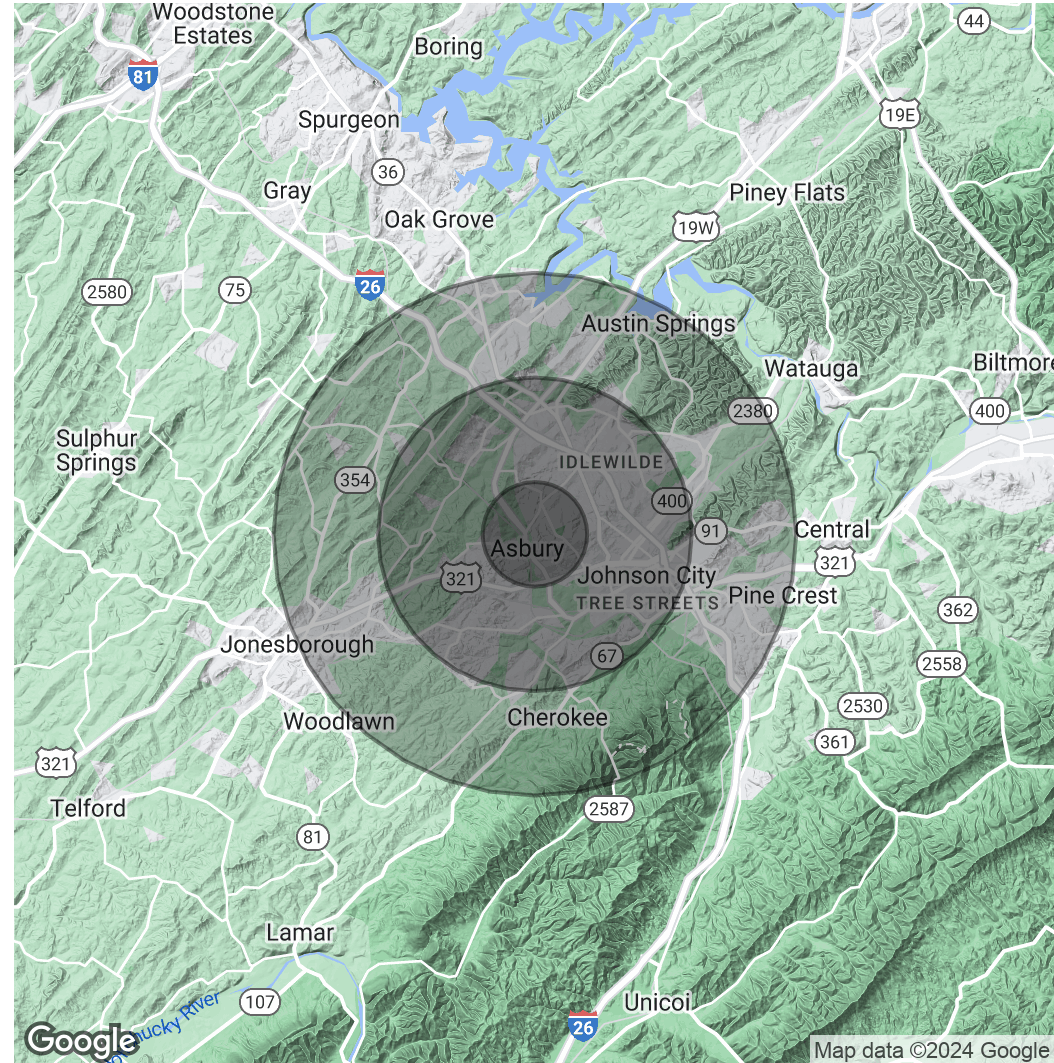 Woodstone
Estates
44
Boring
81
19E
Spurgeon
36
Gray
Piney Flats
Oak Grove
19W
26
2580
75
Austin Springs
Watauga
Biltmore
2380
400
Sulphur
Springs
IDLEWILDE
354
400
91
Central
Asbury
321
321
Johnson City
Pine Crest
TREE STREETS
362
Jonesborough
67
2558
2530
Woodlawn
Cherokee
361
321
Telford
2587
81
Lamar
107
Unicoi
26
ucky River
Google
Map data ©2024 Google